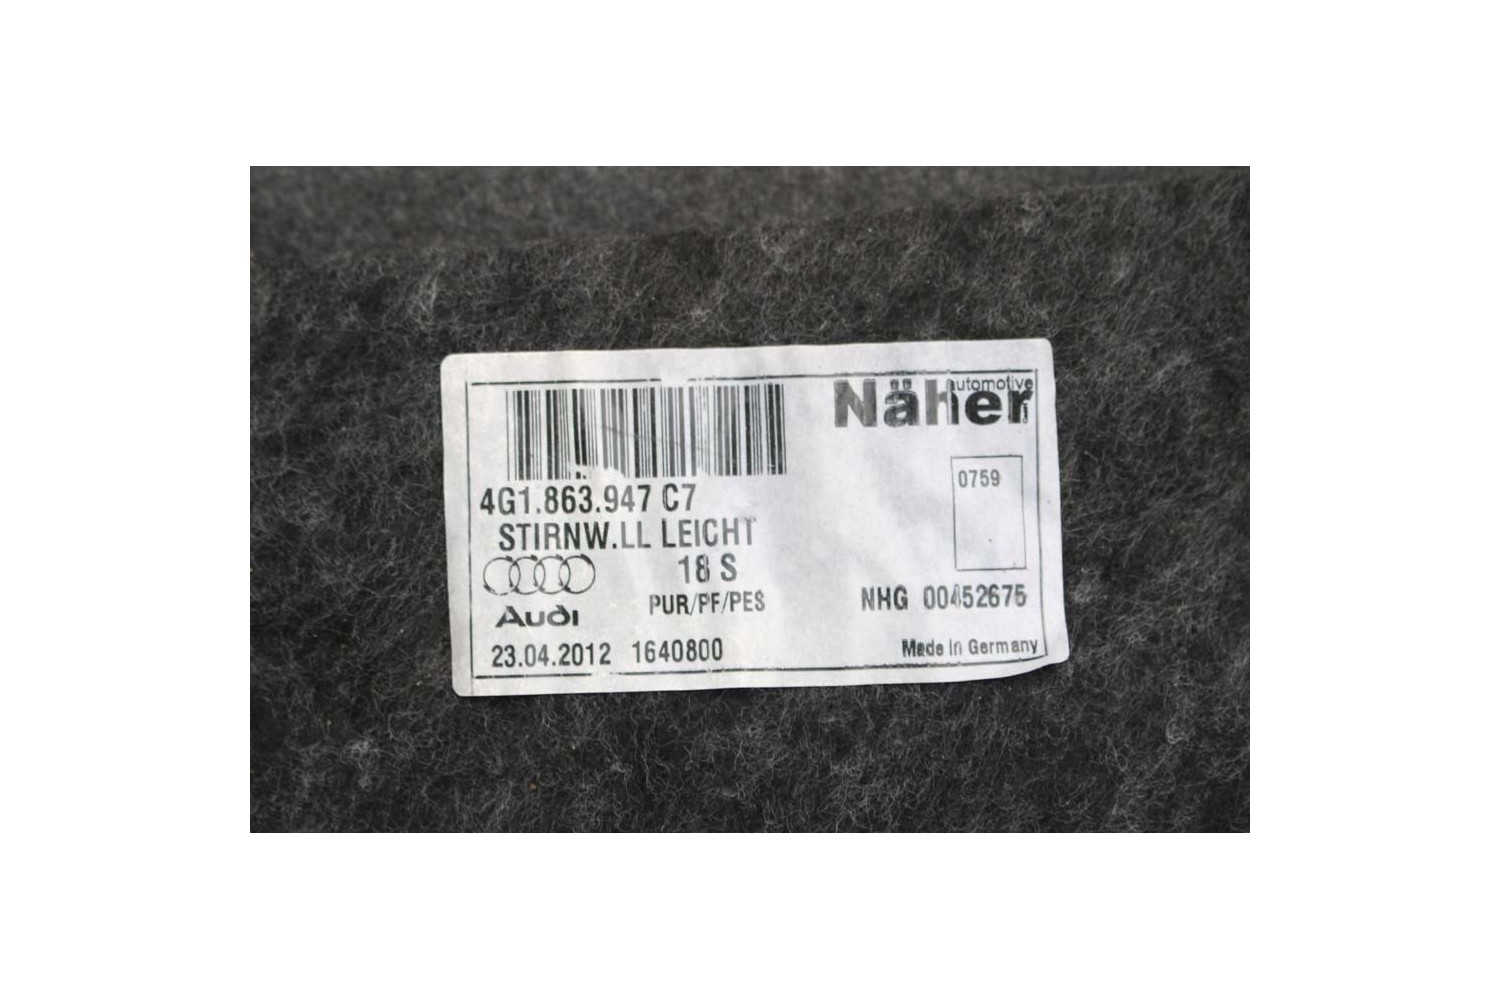 Näher automotive
0759
4G1.863.947 C7
STIRNW.LL LEICHT
18 S
Audi
PUR/PF/PES
NHG 00452675
23.04.2012 1640800
Made in Germany